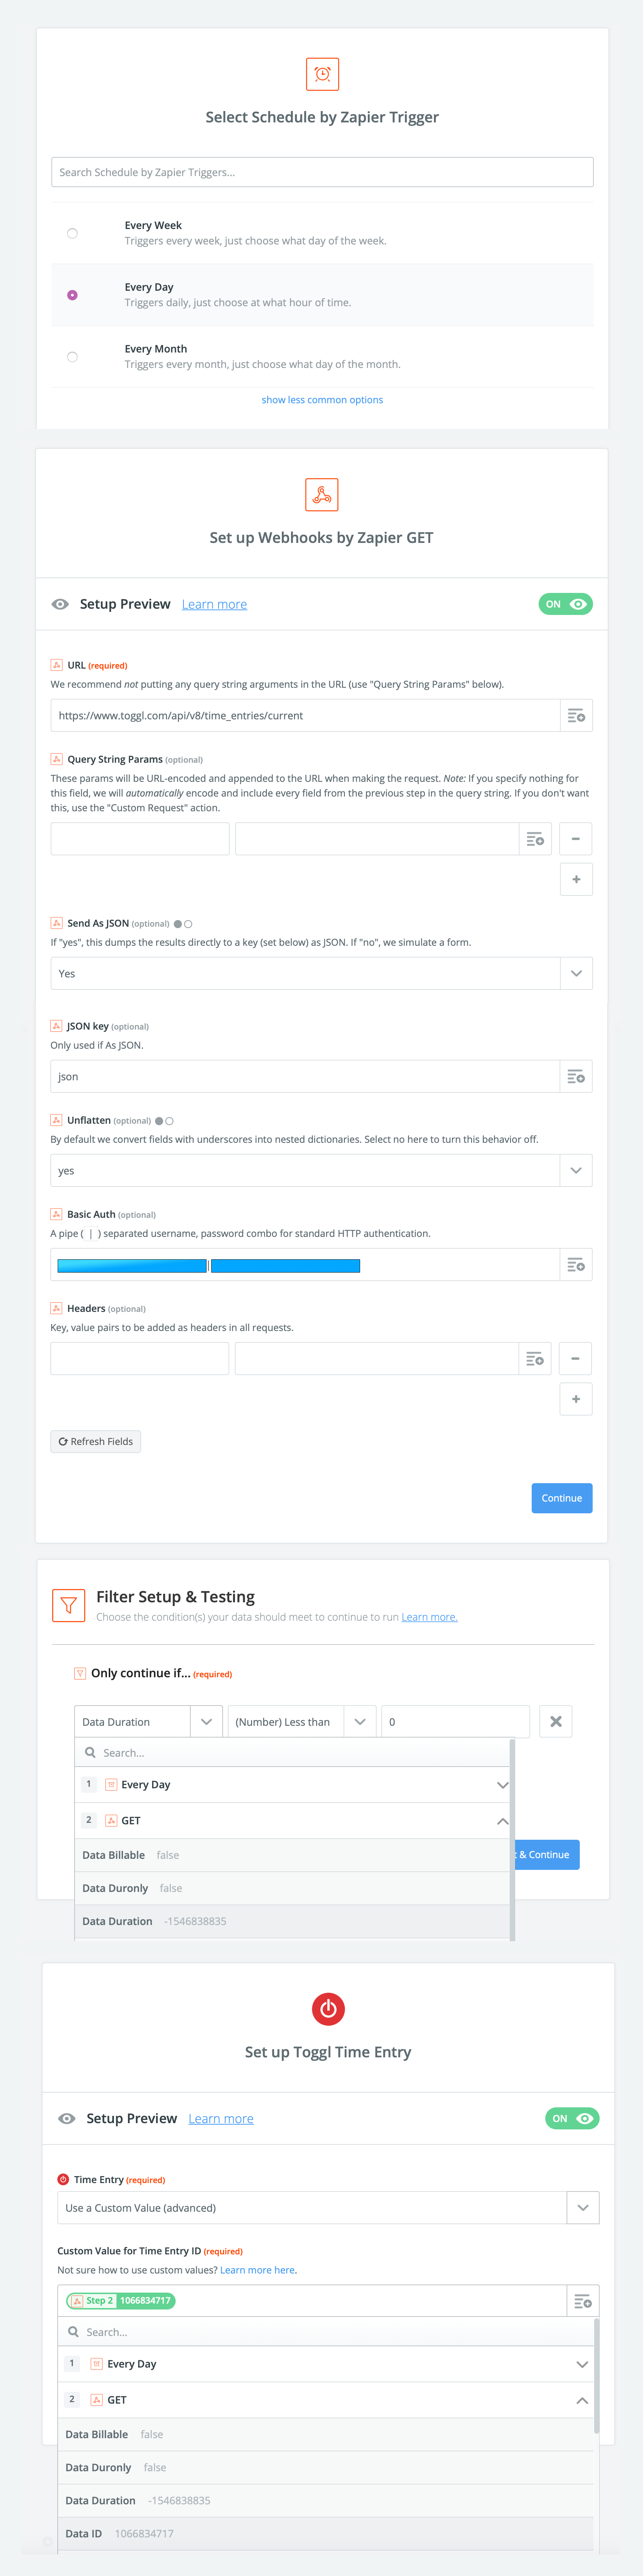 Select Schedule by Zapier Trigger
Search Schedule by Zapier Triggers...
Every Week
Triggers every week, just choose what day of the week.
Every Day
Triggers daily, just choose at what hour of time.
Every Month
Triggers every month, just choose what day of the month.
show less common options
Set up Webhooks by Zapier GET
Setup Preview Learn more ON
URL (required)
We recommend not putting any query string arguments in the URL (use "Query String Params" below).
https://www.toggl.com/api/v8/time_entries/current
Query String Params (optional)
These params will be URL-encoded and appended to the URL when making the request. Note: If you specify nothing for
this field, we will automatically encode and include every field from the previous step in the query string. If you don't want
this, use the "Custom Request" action.
Send As JSON (optional)
If "yes", this dumps the results directly to a key (set below) as JSON. If "no", we simulate a form.
Yes
JSON key (optional)
Only used if As JSON.
json
Unflatten (optional)
By default we convert fields with underscores into nested dictionaries. Select no here to turn this behavior off.
yes
Basic Auth (optional)
A pipe ( | ) separated username, password combo for standard HTTP authentication.
|
Headers (optional)
Key, value pairs to be added as headers in all requests.
Refresh Fields
Continue
Filter Setup & Testing
Choose the condition(s) your data should meet to continue to run Learn more.
Only continue if... (required)
Data Duration (Number) Less than 0
Search...
1 Every Day
2 GET
& Continue
Data Billable false
Data Duronly false
Data Duration -1546838835
Set up Toggl Time Entry
Setup Preview Learn more ON
Time Entry (required)
Use a Custom Value (advanced)
Custom Value for Time Entry ID (required)
Not sure how to use custom values? Learn more here.
Step 2 1066834717
Search...
1 Every Day
2 GET
Data Billable false
Data Duronly false
Data Duration -1546838835
Data ID 1066834717